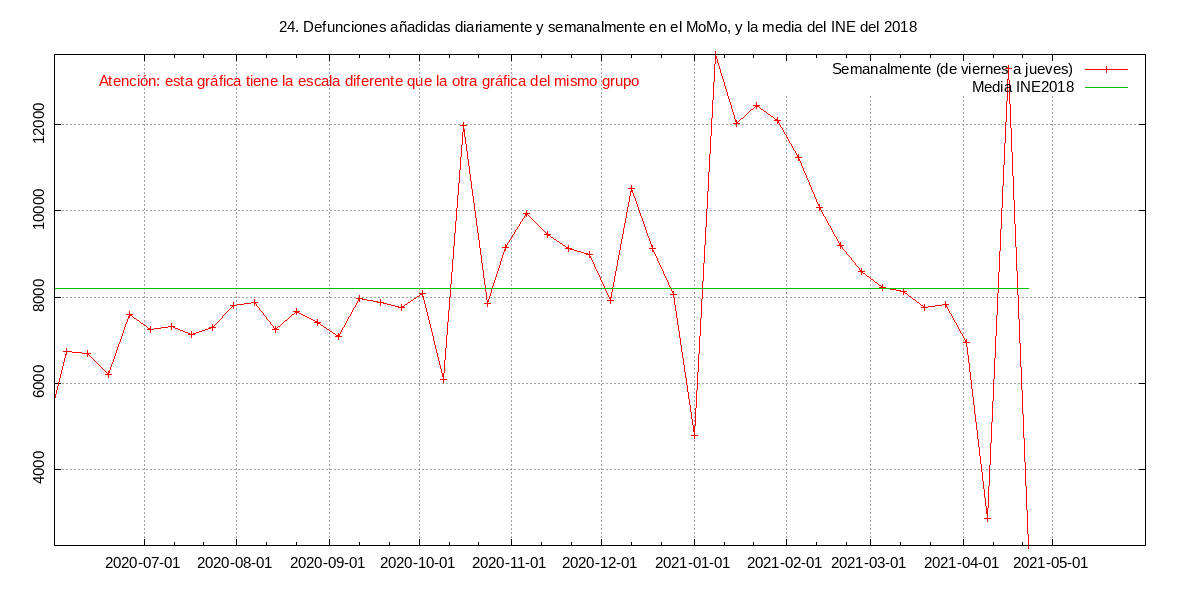 24. Defunciones añadidas diariamente y semanalmente en el MoMo, y la media del INE del 2018
Atención: esta gráfica tiene la escala diferente que la otra gráfica del mismo grupo
Semanalmente (de viernes a jueves)
Media INE2018
12000
10000
8000
6000
4000
2020-07-01 2020-08-01 2020-09-01 2020-10-01 2020-11-01 2020-12-01 2021-01-01 2021-02-01 2021-03-01 2021-04-01 2021-05-01